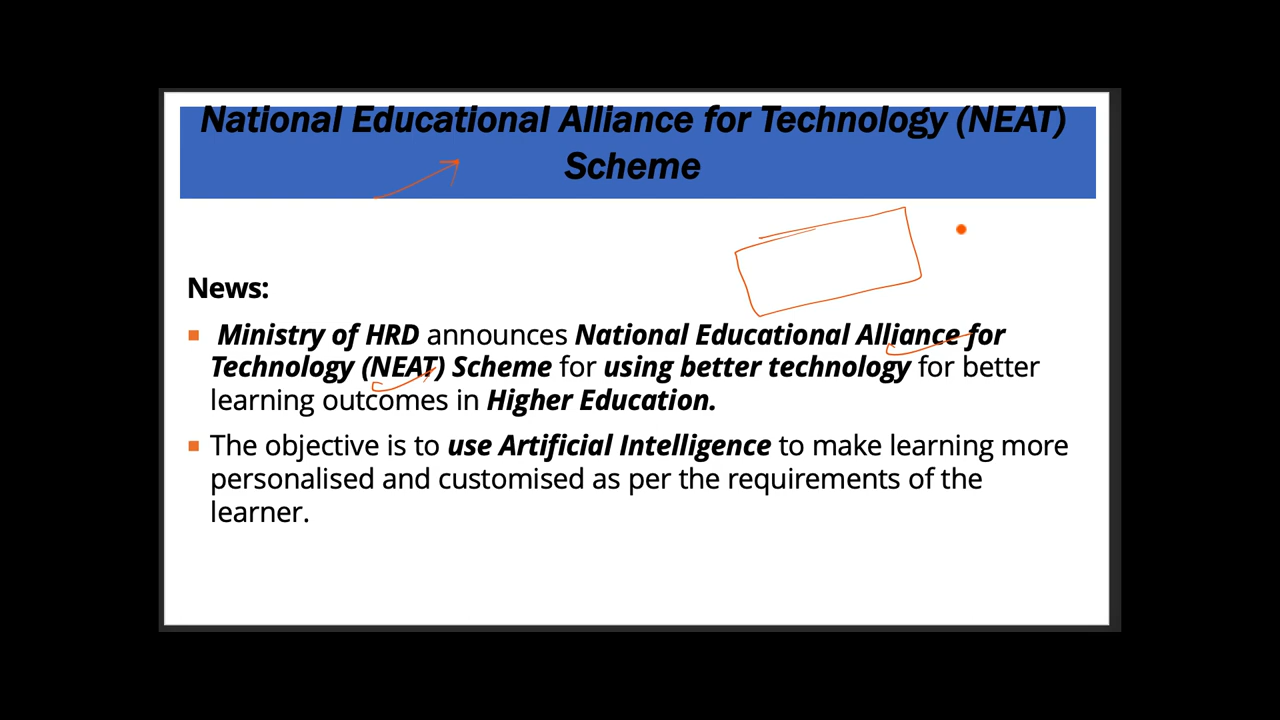 National Educational Alliance for Technology (NEAT)
Scheme
News:
Ministry of HRD announces National Educational Alliance for
Technology (NEAT) Scheme for using better technology for better
learning outcomes in Higher Education.
The objective is to use Artificial Intelligence to make learning more
personalised and customised as per the requirements of the
learner.